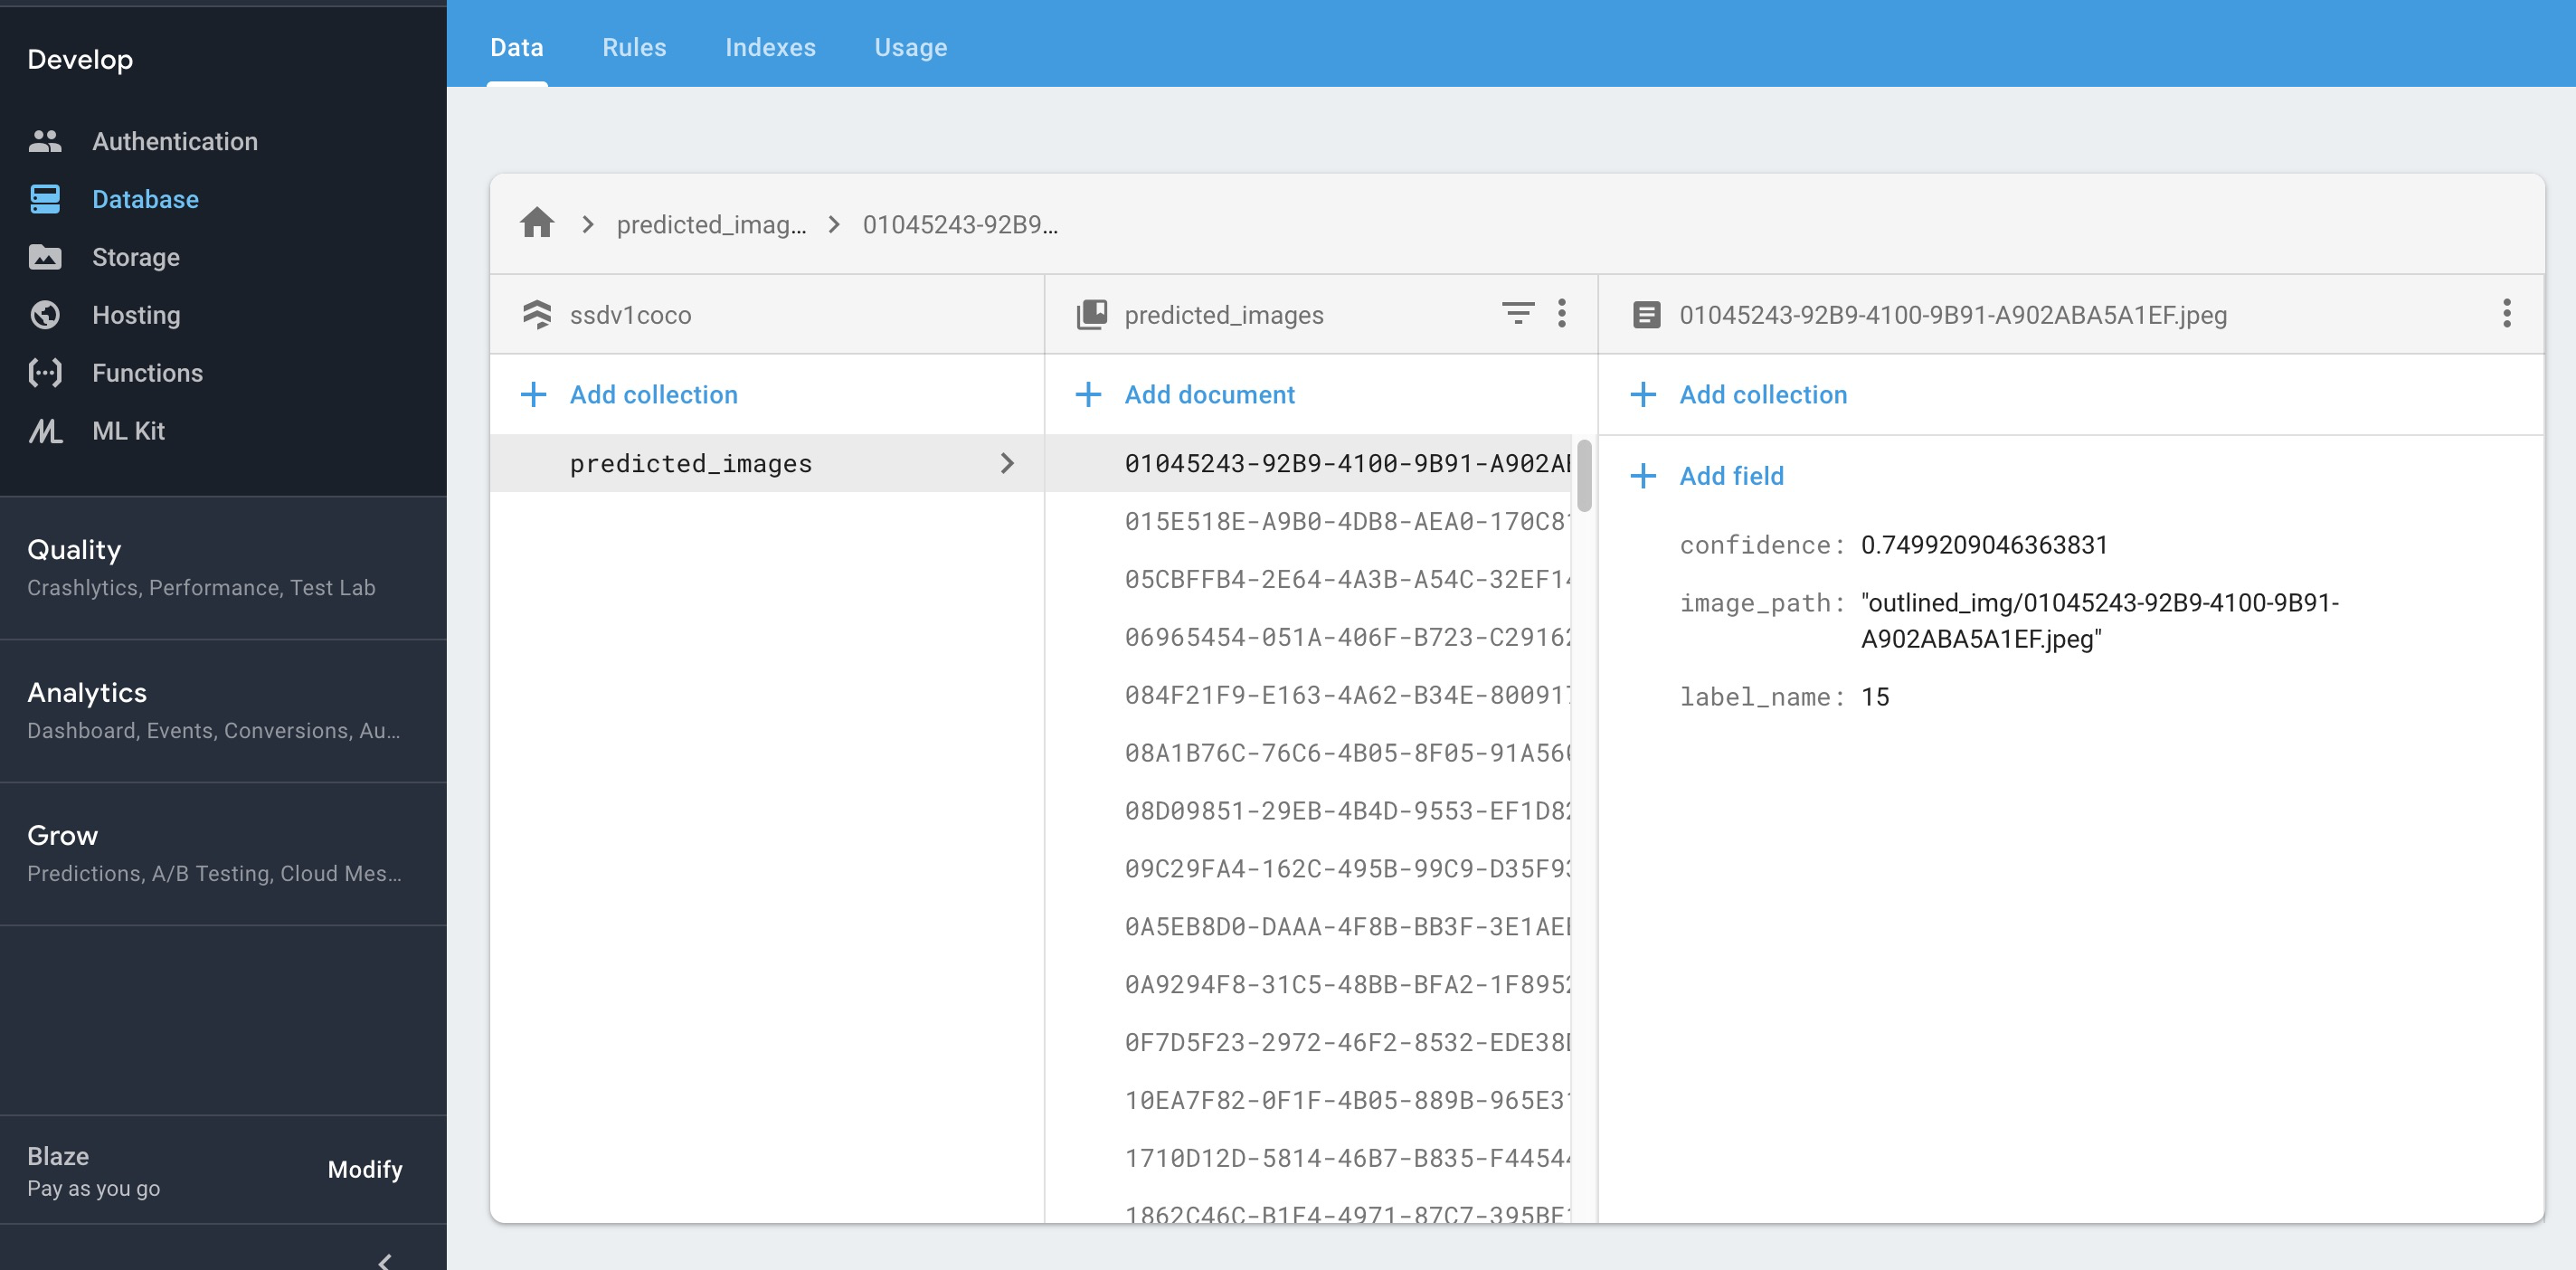 Develop
Authentication
Database
Storage
Hosting
Functions
ML Kit
Quality
Crashlytics, Performance, Test Lab
Analytics
Dashboard, Events, Conversions, Au...
Grow
Predictions, A/B Testing, Cloud Mes...
Blaze
Pay as you go
Modify
Data Rules Indexes Usage
predicted_imag... 01045243-92B9...
ssdv1coco
Add collection
predicted_images
predicted_images
Add document
01045243-92B9-4100-9B91-A902A
015E518E-A9B0-4DB8-AEA0-170C8
05CBFFB4-2E64-4A3B-A54C-32EF1
06965454-051A-406F-B723-C2916
084F21F9-E163-4A62-B34E-80091
08A1B76C-76C6-4B05-8F05-91A56
08D09851-29EB-4B4D-9553-EF1D8
09C29FA4-162C-495B-99C9-D35F9
0A5EB8D0-DAAA-4F8B-BB3F-3E1AE
0A9294F8-31C5-48BB-BFA2-1F895
0F7D5F23-2972-46F2-8532-EDE38
10EA7F82-0F1F-4B05-889B-965E3
1710D12D-5814-46B7-B835-F4454
1862C46C-B1F4-4971-87C7-395BE
01045243-92B9-4100-9B91-A902ABA5A1EF.jpeg
Add collection
Add field
confidence: 0.7499209046363831
image_path: "outlined_img/01045243-92B9-4100-9B91-
A902ABA5A1EF.jpeg"
label_name: 15